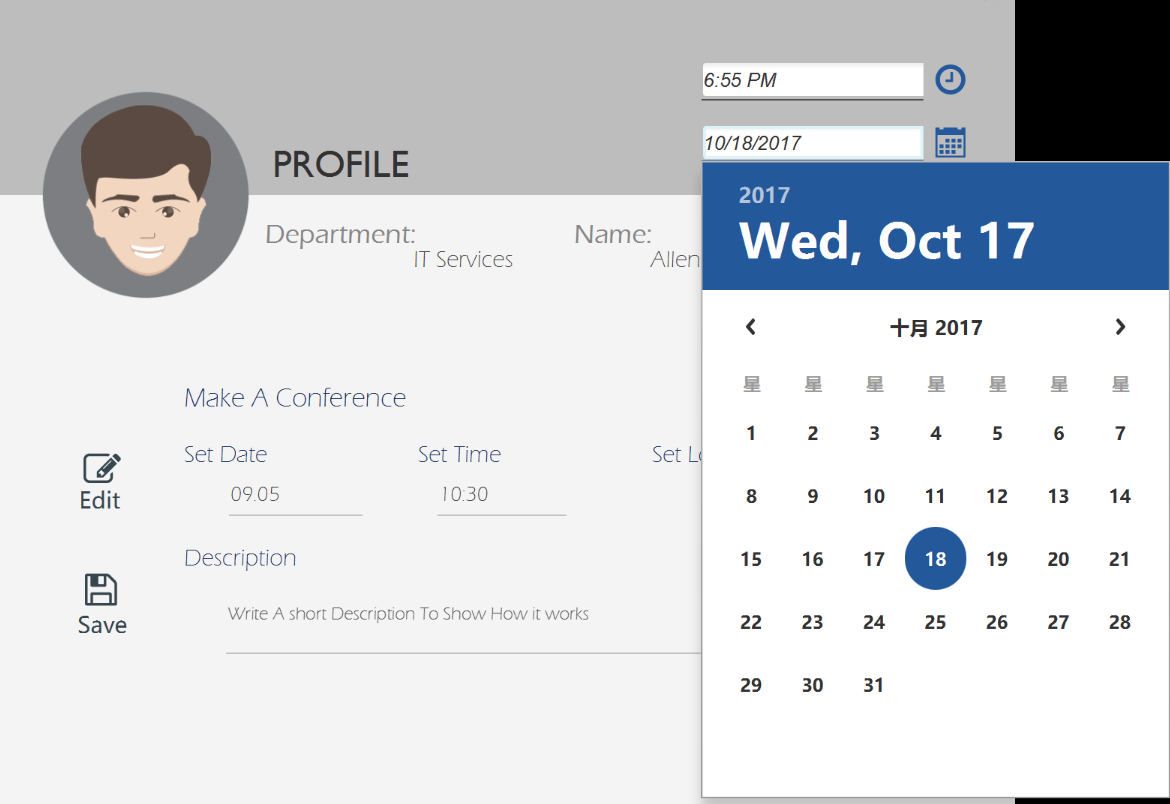 6:55 PM
10/18/2017
PROFILE
Department:
IT Services
Name:
Allen
2017
Wed, Oct 17
十月 2017
星 星 星 星 星 星 星
1 2 3 4 5 6 7
8 9 10 11 12 13 14
15 16 17 18 19 20 21
22 23 24 25 26 27 28
29 30 31
Make A Conference
Set Date
Set Time
Set
09.05
10:30
Description
Write A short Description To Show How it works
Edit
Save